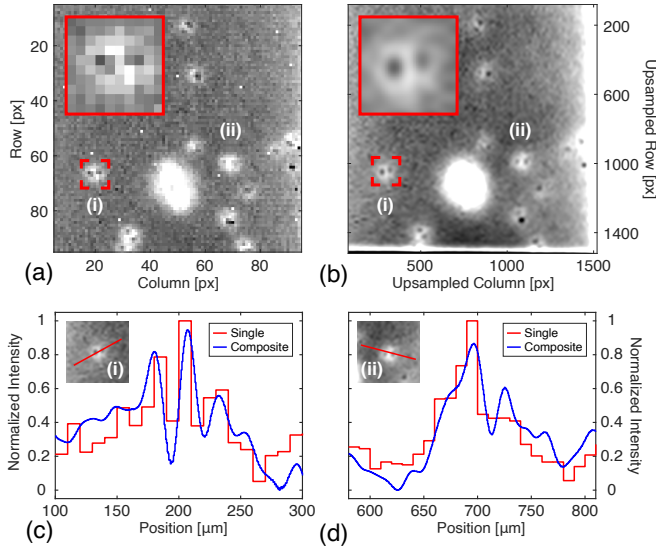 20
40
60
80
Row [px]
20
40
60
80
Column [px]
(i)
(ii)
(a)
200
400
600
800
1000
1200
1400
Upsampled Row [px]
500
1000
1500
Upsampled Column [px]
(i)
(ii)
(b)
Normalized Intensity
1
0.8
0.6
0.4
0.2
0
(i)
Single
Composite
100
150
200
250
300
Position [μm]
(c)
(ii)
Single
Composite
1
0.8
0.6
0.4
0.2
0
Normalized Intensity
600
650
700
750
800
Position [μm]
(d)